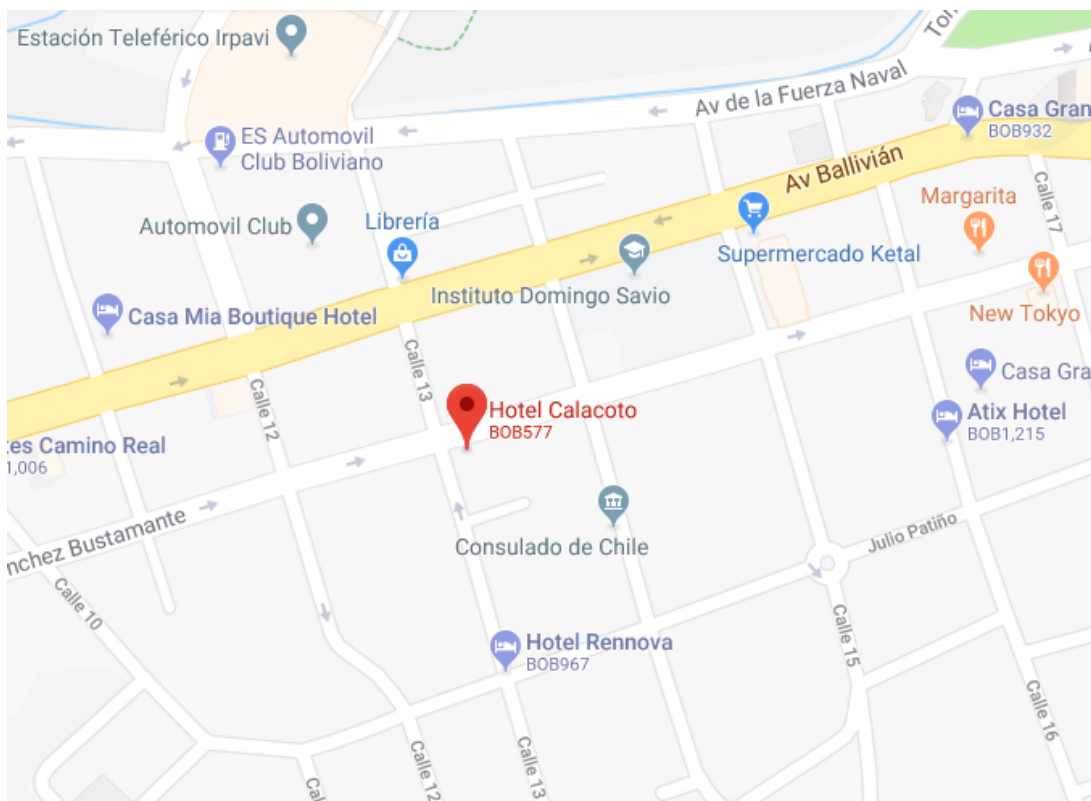 Estación Teleférico Irpavi
Av de la Fuerza Naval
ES Automovil
Club Boliviano
Casa Gran
BOB932
Av Ballivián
Calle 17
Margarita
Automovil Club
Librería
Supermercado Ketal
Instituto Domingo Savio
Casa Mia Boutique Hotel
New Tokyo
Calle 13
Casa Gra
Calle 12
Hotel Calacoto
BOB577
Atix Hotel
BOB1,215
tes Camino Real
1,006
nchez Bustamante
Consulado de Chile
Julio Patiño
Calle 10
Hotel Rennova
BOB967
Calle 15
Calle 16
Calle 12
Calle 13